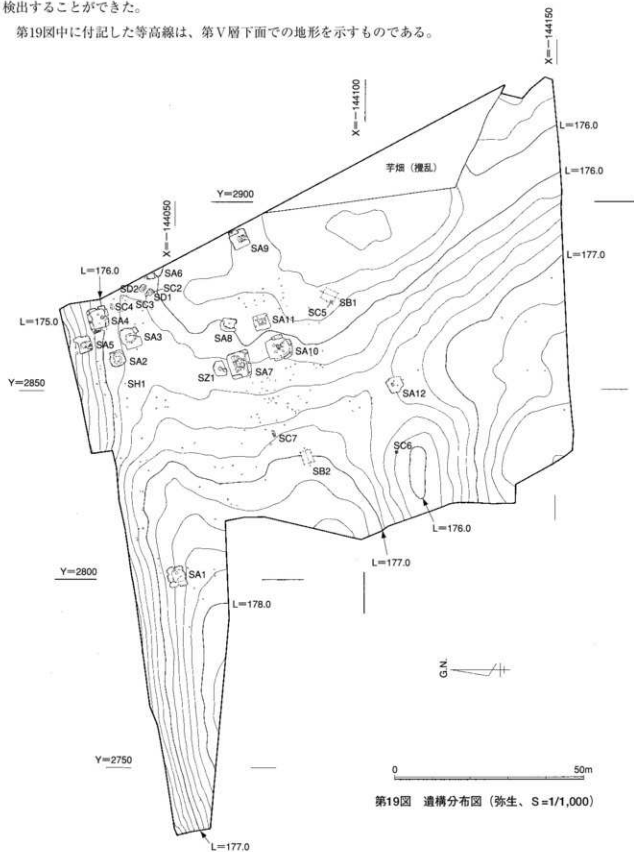 検出することができた。
第19図中に付記した等高線は、第Ⅴ層下面での地形を示すものである。
X=-144150
X=-144100
L=176.0
芋畑（攪乱）
L=176.0
Y=2900
X=-144050
SA9
L=177.0
L=176.0
SA6
SD2
SC2
SD1
SC4
SC3
SB1
SC5
L=175.0
SA4
SA11
SA3
SA8
SA5
SA10
SA2
SZ1
SA7
Y=2850
SH1
SA12
SC7
SC6
SB2
L=176.0
L=177.0
Y=2800
SA1
L=178.0
G.N.
Y=2750
0
50m
第19図 遺構分布図（弥生、S=1/1,000）
L=177.0